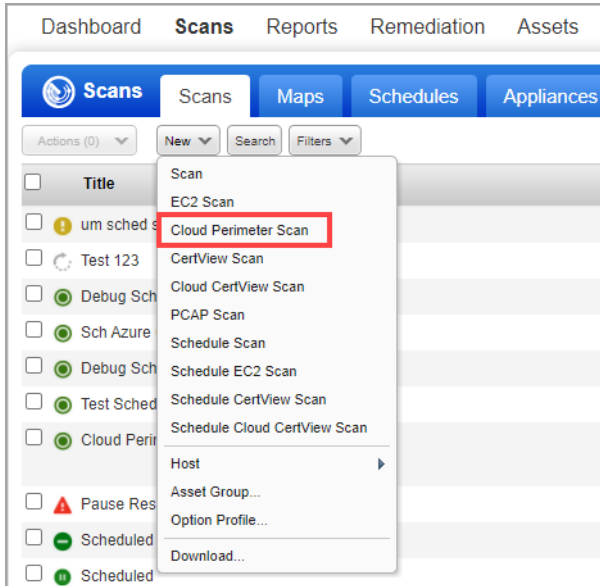 Dashboard Scans Reports Remediation Assets
Scans Scans Maps Schedules Appliances
Actions (0) New Search Filters
Title
um sched s
Test 123
Debug Sch
Sch Azure
Debug Sch
Test Sched
Cloud Perim
Pause Res
Scheduled
Scheduled
Scan
EC2 Scan
Cloud Perimeter Scan
CertView Scan
Cloud CertView Scan
PCAP Scan
Schedule Scan
Schedule EC2 Scan
Schedule CertView Scan
Schedule Cloud CertView Scan
Host
Asset Group...
Option Profile...
Download...